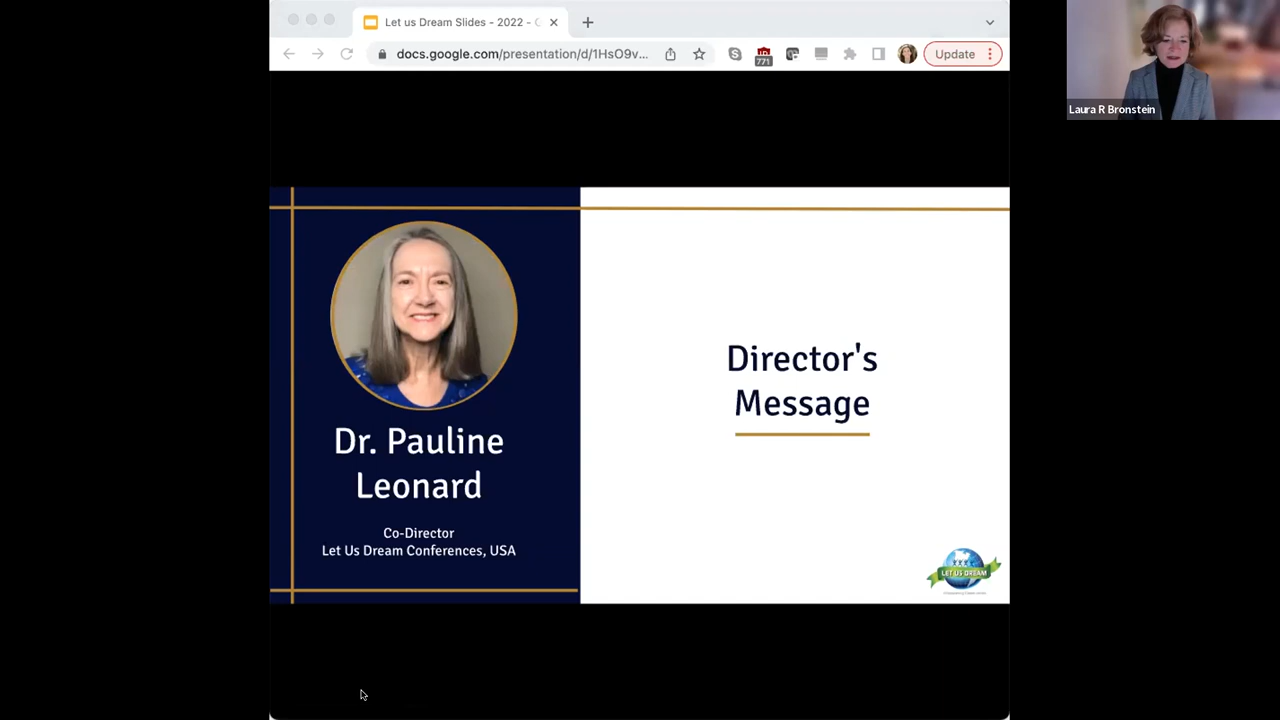 Let us Dream Slides - 2022 -
docs.google.com/presentation/d/1HsO9v...
771
Update
Laura R Bronstein
Director's
Message
Dr. Pauline
Leonard
Co-Director
Let Us Dream Conferences, USA
LET US DREAM